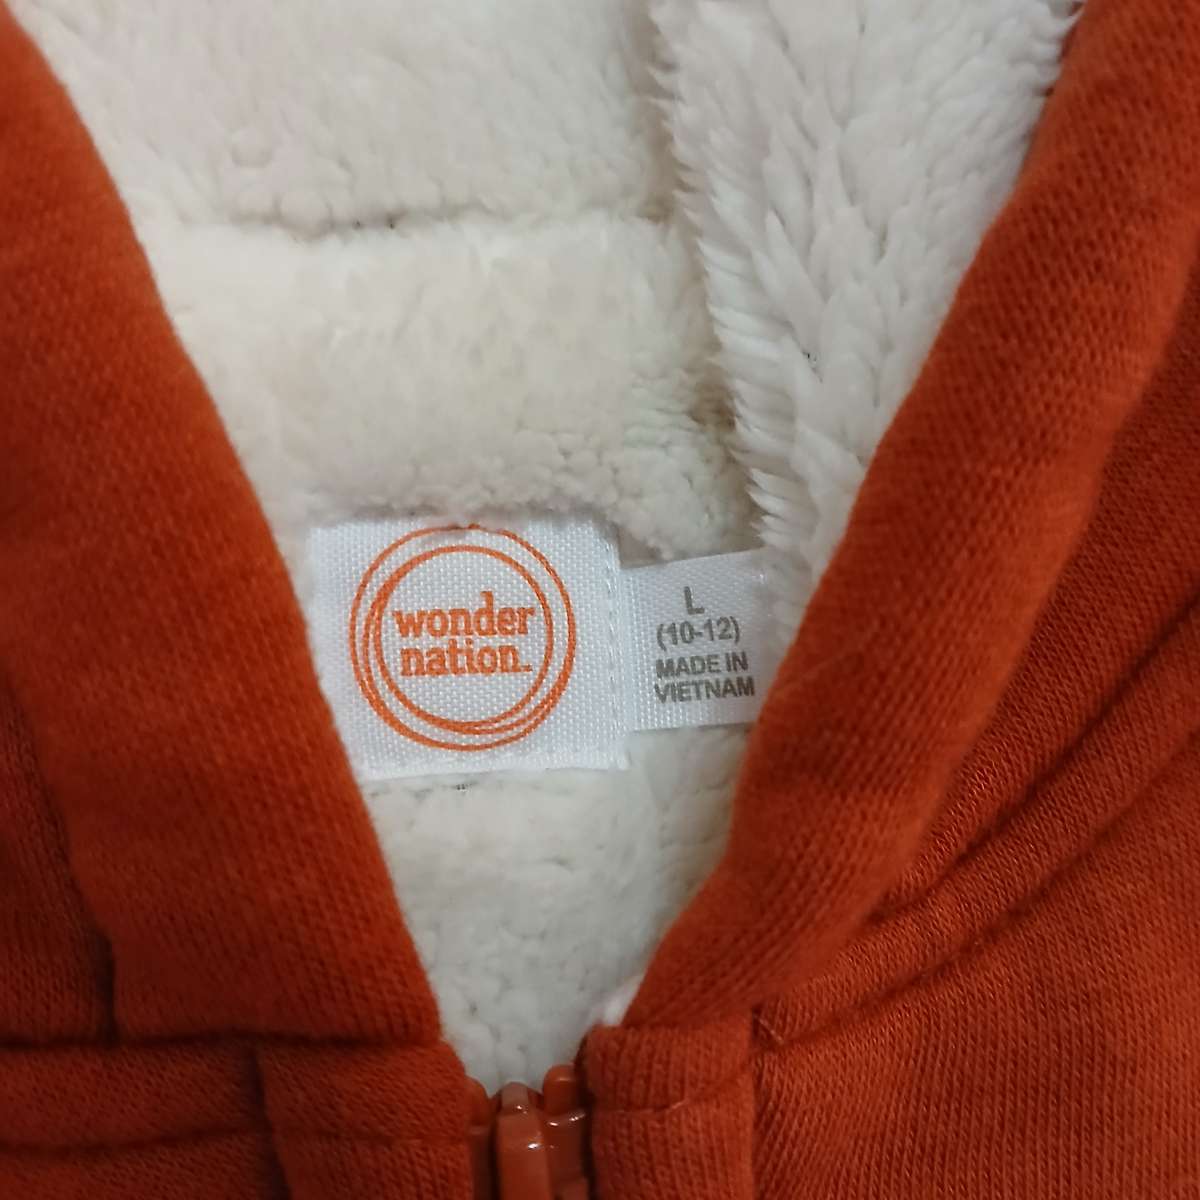 wonder
nation.
L
(10-12)
MADE IN
VIETNAM